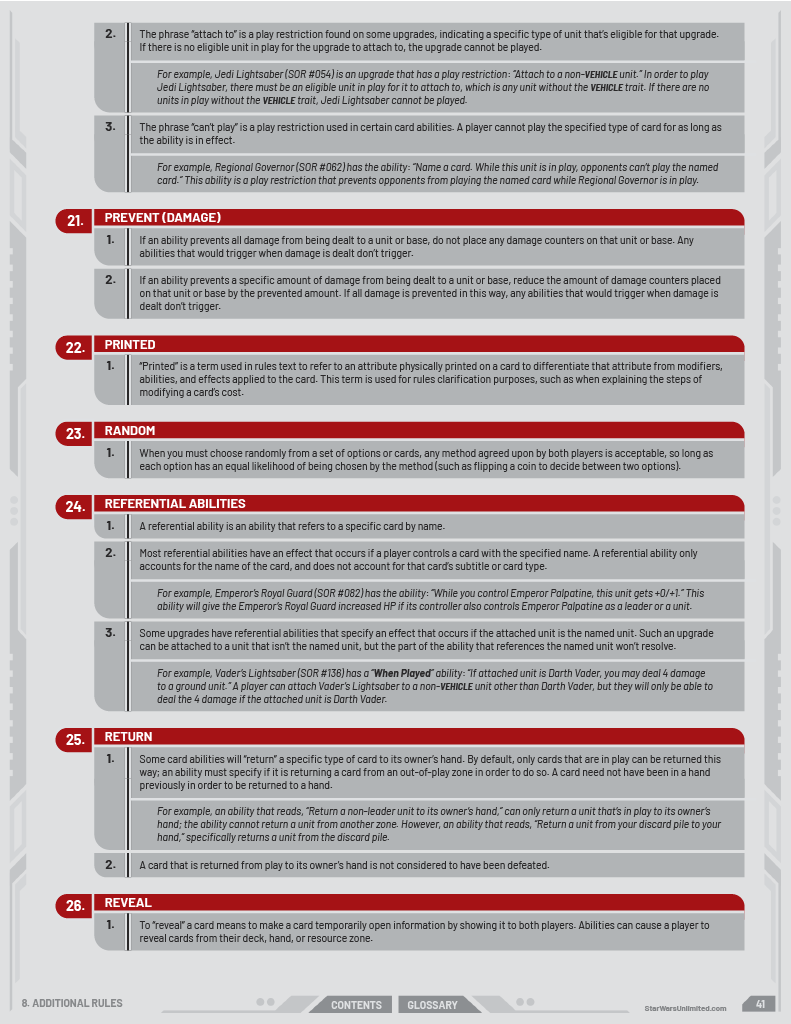 2. The phrase “attach to” is a play restriction found on some upgrades, indicating a specific type of unit that's eligible for that upgrade.
If there is no eligible unit in play for the upgrade to attach to, the upgrade cannot be played.
For example, Jedi Lightsaber (SOR #054) is an upgrade that has a play restriction: “Attach to a non-VEHICLE unit.” In order to play
Jedi Lightsaber, there must be an eligible unit in play for it to attach to, which is any unit without the VEHICLE trait. If there are no
units in play without the VEHICLE trait, Jedi Lightsaber cannot be played.
3. The phrase “can't play” is a play restriction used in certain card abilities. A player cannot play the specified type of card for as long as
the ability is in effect.
For example, Regional Governor (SOR #062) has the ability: “Name a card. While this unit is in play, opponents can't play the named
card.” This ability is a play restriction that prevents opponents from playing the named card while Regional Governor is in play.
21. PREVENT (DAMAGE)
1. If an ability prevents all damage from being dealt to a unit or base, do not place any damage counters on that unit or base. Any
abilities that would trigger when damage is dealt don't trigger.
2. If an ability prevents a specific amount of damage from being dealt to a unit or base, reduce the amount of damage counters placed
on that unit or base by the prevented amount. If all damage is prevented in this way, any abilities that would trigger when damage is
dealt don't trigger.
22. PRINTED
1. “Printed” is a term used in rules text to refer to an attribute physically printed on a card to differentiate that attribute from modifiers,
abilities, and effects applied to the card. This term is used for rules clarification purposes, such as when explaining the steps of
modifying a card's cost.
23. RANDOM
1. When you must choose randomly from a set of options or cards, any method agreed upon by both players is acceptable, so long as
each option has an equal likelihood of being chosen by the method (such as flipping a coin to decide between two options).
24. REFERENTIAL ABILITIES
1. A referential ability is an ability that refers to a specific card by name.
2. Most referential abilities have an effect that occurs if a player controls a card with the specified name. A referential ability only
accounts for the name of the card, and does not account for that card's subtitle or card type.
For example, Emperor's Royal Guard (SOR #082) has the ability: “While you control Emperor Palpatine, this unit gets +0/+1.” This
ability will give the Emperor's Royal Guard increased HP if its controller also controls Emperor Palpatine as a leader or a unit.
3. Some upgrades have referential abilities that specify an effect that occurs if the attached unit is the named unit. Such an upgrade
can be attached to a unit that isn't the named unit, but the part of the ability that references the named unit won't resolve.
For example, Vader's Lightsaber (SOR #136) has a “When Played” ability: “If attached unit is Darth Vader, you may deal 4 damage
to a ground unit.” A player can attach Vader's Lightsaber to a non-VEHICLE unit other than Darth Vader, but they will only be able to
deal the 4 damage if the attached unit is Darth Vader.
25. RETURN
1. Some card abilities will “return” a specific type of card to its owner's hand. By default, only cards that are in play can be returned this
way; an ability must specify if it is returning a card from an out-of-play zone in order to do so. A card need not have been in a hand
previously in order to be returned to a hand.
For example, an ability that reads, “Return a non-leader unit to its owner's hand,” can only return a unit that's in play to its owner's
hand; the ability cannot return a unit from another zone. However, an ability that reads, “Return a unit from your discard pile to your
hand,” specifically returns a unit from the discard pile.
2. A card that is returned from play to its owner's hand is not considered to have been defeated.
26. REVEAL
1. To “reveal” a card means to make a card temporarily open information by showing it to both players. Abilities can cause a player to
reveal cards from their deck, hand, or resource zone.
8. ADDITIONAL RULES CONTENTS GLOSSARY StarWarsUnlimited.com 41